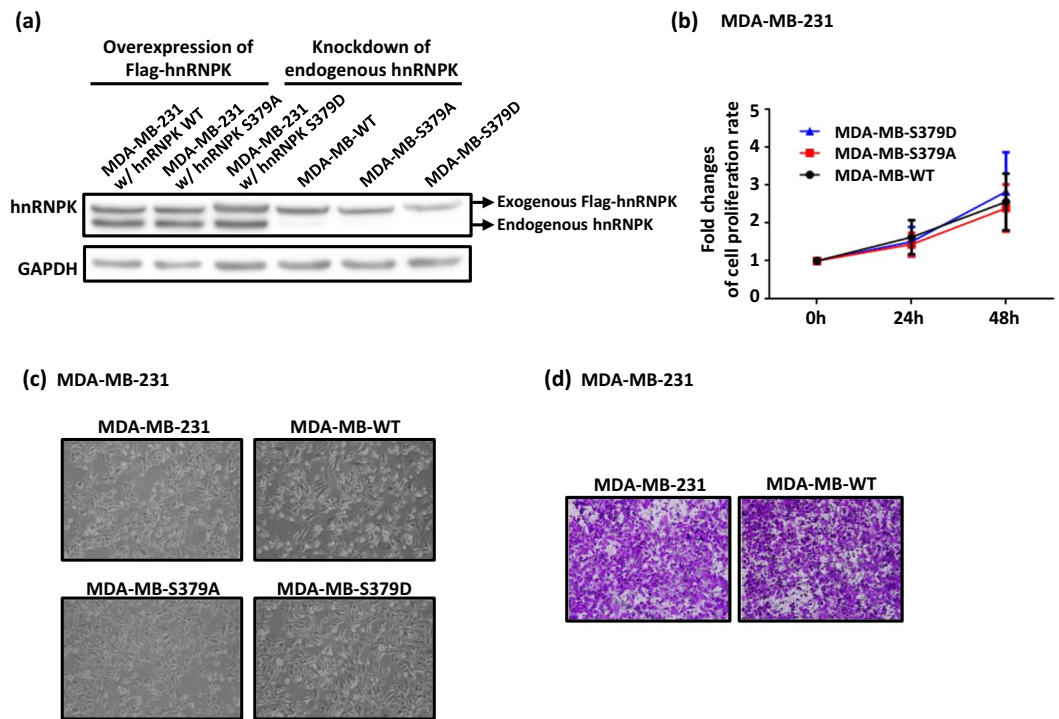 (a)
Overexpression of
Flag-hnRNPK
Knockdown of
endogenous hnRNPK
MDA-MB-231
w/ hnRNPK WT
MDA-MB-231
w/ hnRNPK S379A
MDA-MB-231
w/ hnRNPK S379D
MDA-MB-WT
MDA-MB-S379A
MDA-MB-S379D
hnRNPK
Exogenous Flag-hnRNPK
Endogenous hnRNPK
GAPDH
(b) MDA-MB-231
Fold changes
of cell proliferation rate
5
4
3
2
1
0
MDA-MB-S379D
MDA-MB-S379A
MDA-MB-WT
0h 24h 48h
(c) MDA-MB-231
MDA-MB-231 MDA-MB-WT
MDA-MB-S379A MDA-MB-S379D
(d) MDA-MB-231
MDA-MB-231 MDA-MB-WT